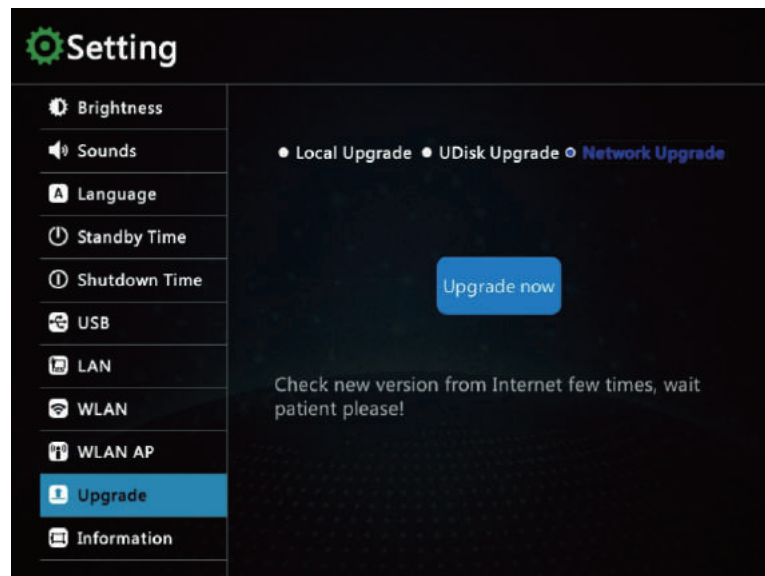 Setting
Brightness
Sounds
Local Upgrade UDisk Upgrade Network Upgrade
A Language
Standby Time
Shutdown Time
Upgrade now
USB
LAN
Check new version from Internet few times, wait
patient please!
WLAN
WLAN AP
Upgrade
Information